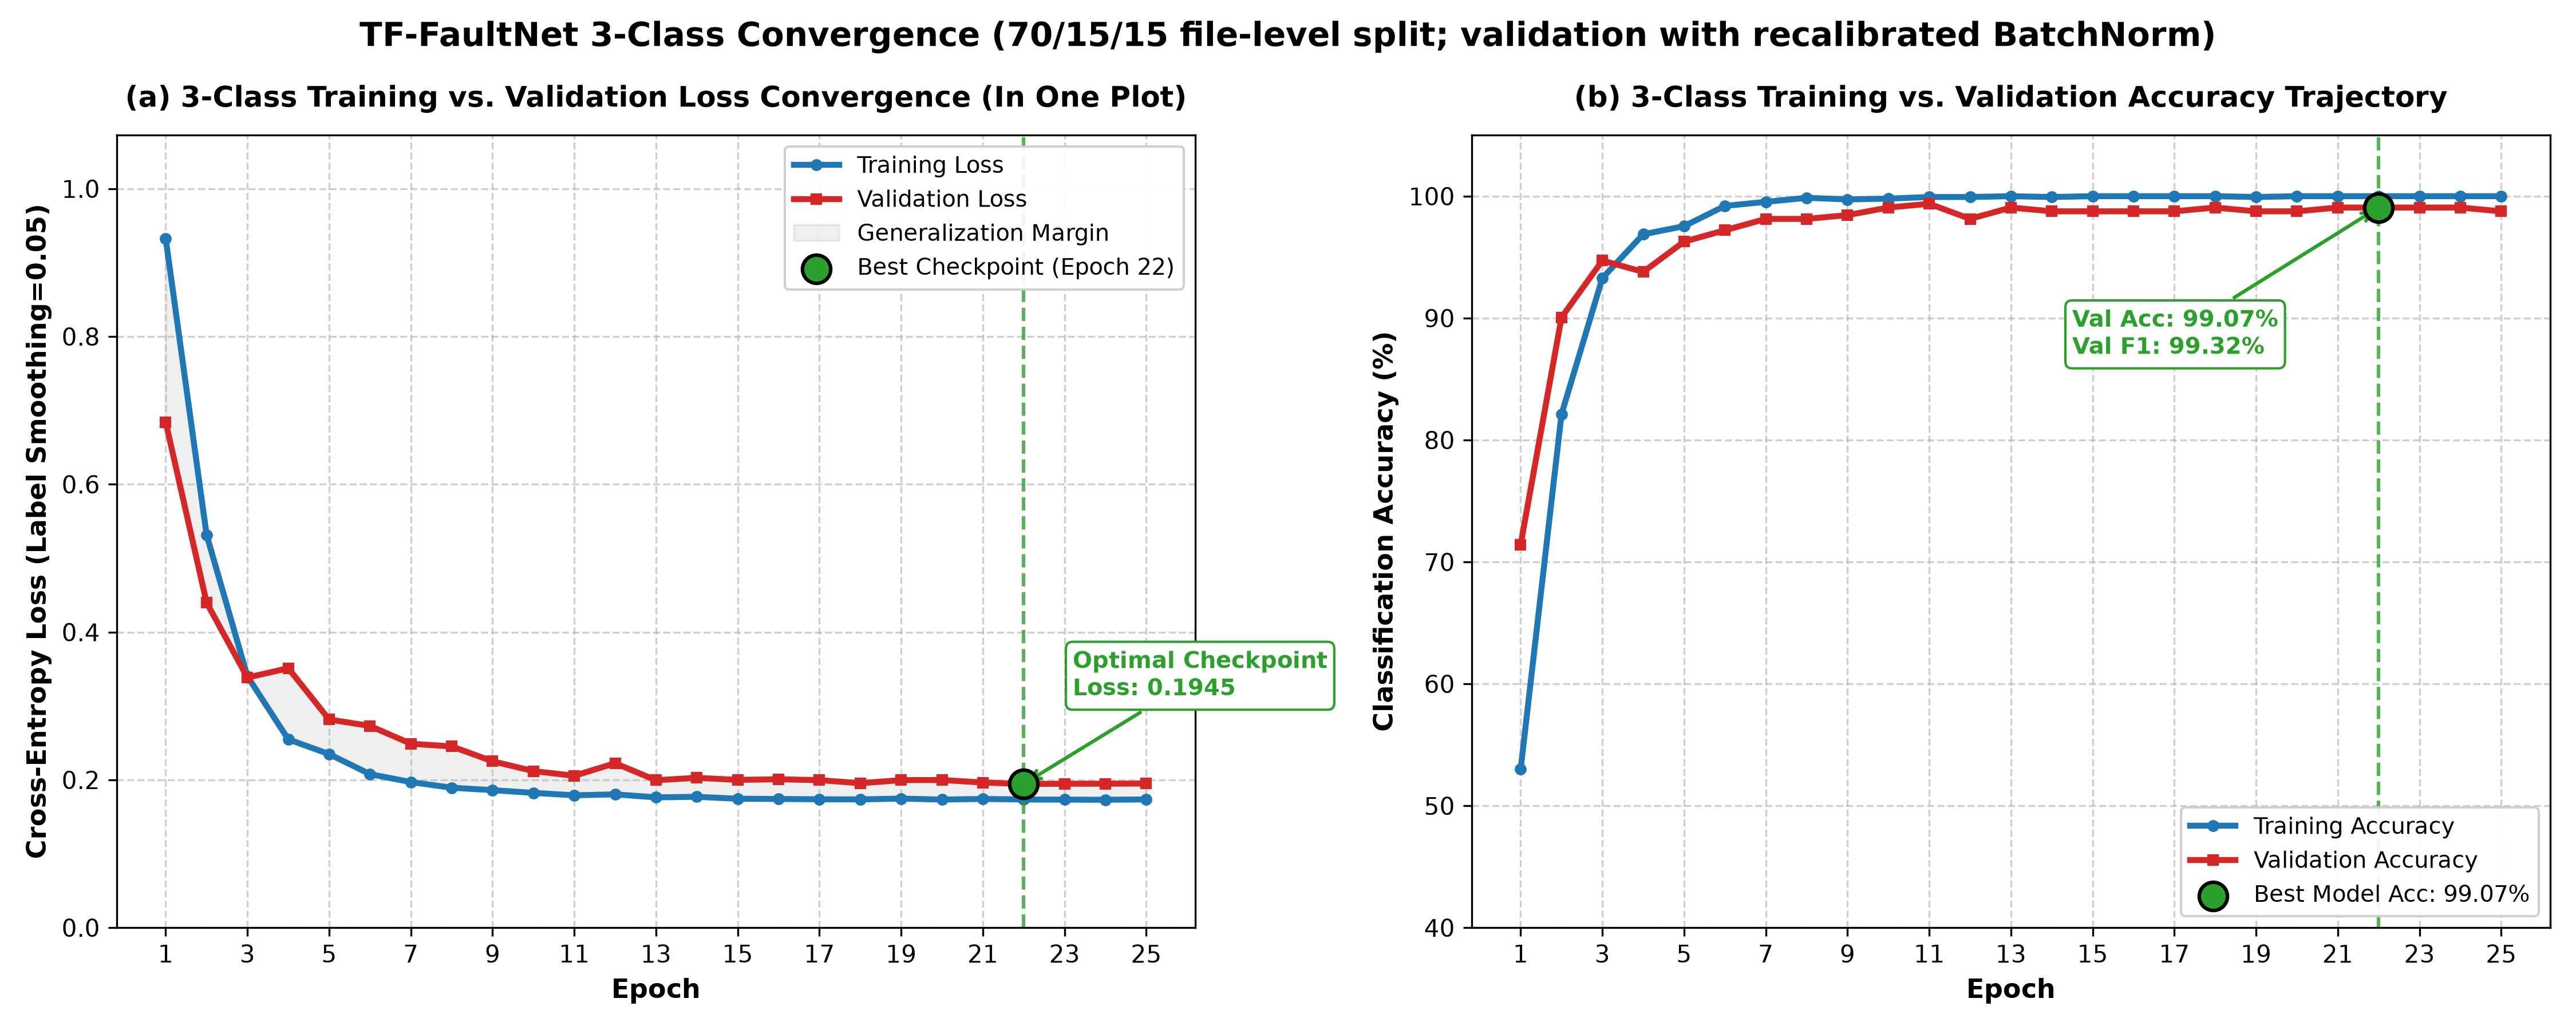 TF-FaultNet 3-Class Convergence (70/15/15 file-level split; validation with recalibrated BatchNorm)
(a) 3-Class Training vs. Validation Loss Convergence (In One Plot)
Cross-Entropy Loss (Label Smoothing=0.05)
1.0
0.8
0.6
0.4
0.2
0.0
Training Loss
Validation Loss
Generalization Margin
Best Checkpoint (Epoch 22)
Optimal Checkpoint
Loss: 0.1945
1 3 5 7 9 11 13 15 17 19 21 23 25
Epoch
(b) 3-Class Training vs. Validation Accuracy Trajectory
Classification Accuracy (%)
100
90
80
70
60
50
40
Val Acc: 99.07%
Val F1: 99.32%
Training Accuracy
Validation Accuracy
Best Model Acc: 99.07%
1 3 5 7 9 11 13 15 17 19 21 23 25
Epoch